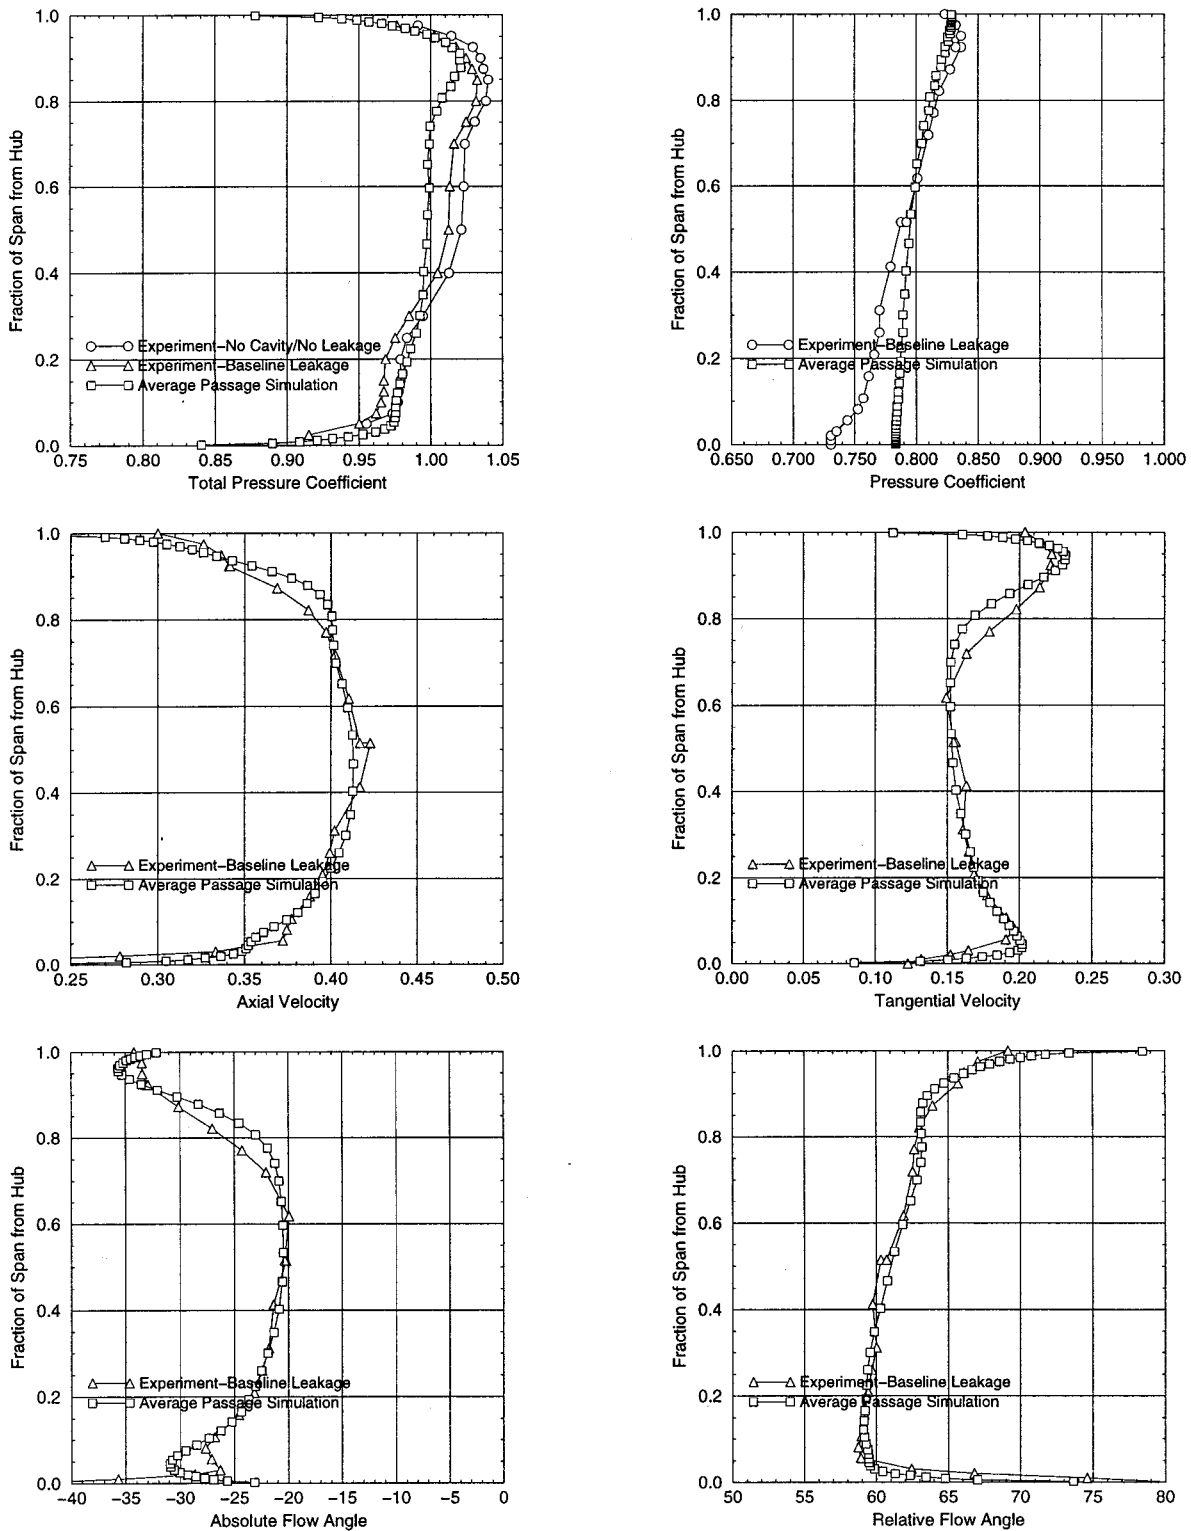 1.0
0.8
0.6
0.4
0.2
0.0
Fraction of Span from Hub
Experiment−No Cavity/No Leakage
Experiment−Baseline Leakage
Average Passage Simulation
0.75 0.80 0.85 0.90 0.95 1.00 1.05
Total Pressure Coefficient
1.0
0.8
0.6
0.4
0.2
0.0
Fraction of Span from Hub
Experiment−Baseline Leakage
Average Passage Simulation
0.650 0.700 0.750 0.800 0.850 0.900 0.950 1.000
Pressure Coefficient
1.0
0.8
0.6
0.4
0.2
0.0
Fraction of Span from Hub
Experiment−Baseline Leakage
Average Passage Simulation
0.25 0.30 0.35 0.40 0.45 0.50
Axial Velocity
1.0
0.8
0.6
0.4
0.2
0.0
Fraction of Span from Hub
Experiment−Baseline Leakage
Average Passage Simulation
0.00 0.05 0.10 0.15 0.20 0.25 0.30
Tangential Velocity
1.0
0.8
0.6
0.4
0.2
0.0
Fraction of Span from Hub
Experiment−Baseline Leakage
Average Passage Simulation
−40 −35 −30 −25 −20 −15 −10 −5 0
Absolute Flow Angle
1.0
0.8
0.6
0.4
0.2
0.0
Fraction of Span from Hub
Experiment−Baseline Leakage
Average Passage Simulation
50 55 60 65 70 75 80
Relative Flow Angle